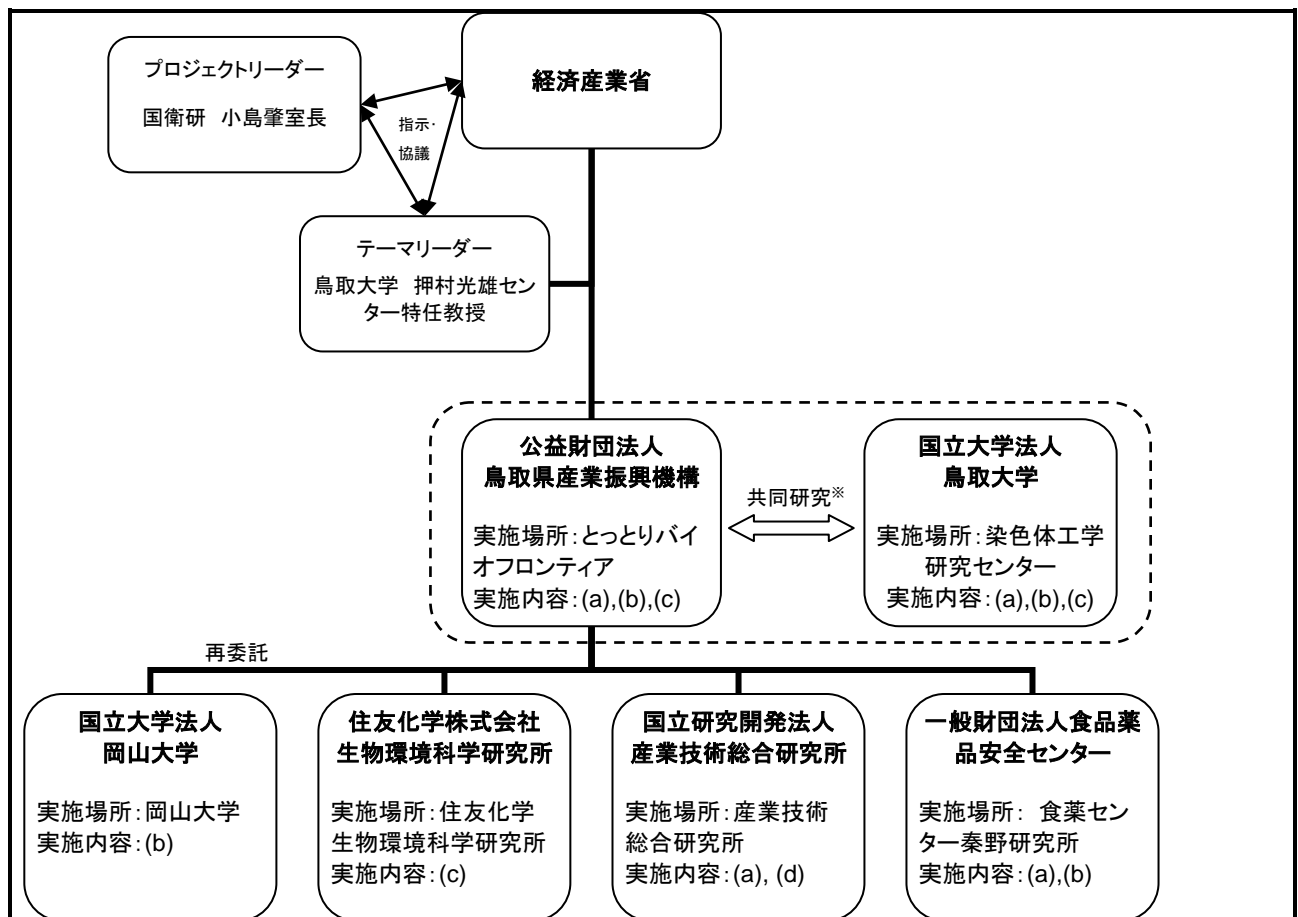 プロジェクトリーダー
国衛研 小島肇室長
経済産業省
指示・
協議
テーマリーダー
鳥取大学 押村光雄セン
ター特任教授
公益財団法人
鳥取県産業振興機構
実施場所：とっとりバイ
オフロンティア
実施内容：(a),(b),(c)
共同研究※
国立大学法人
鳥取大学
実施場所：染色体工学
研究センター
実施内容：(a),(b),(c)
再委託
国立大学法人
岡山大学
実施場所：岡山大学
実施内容：(b)
住友化学株式会社
生物環境科学研究所
実施場所：住友化学
生物環境科学研究所
実施内容：(c)
国立研究開発法人
産業技術総合研究所
実施場所：産業技術
総合研究所
実施内容：(a), (d)
一般財団法人食品薬
品安全センター
実施場所： 食薬セン
ター秦野研究所
実施内容：(a),(b)